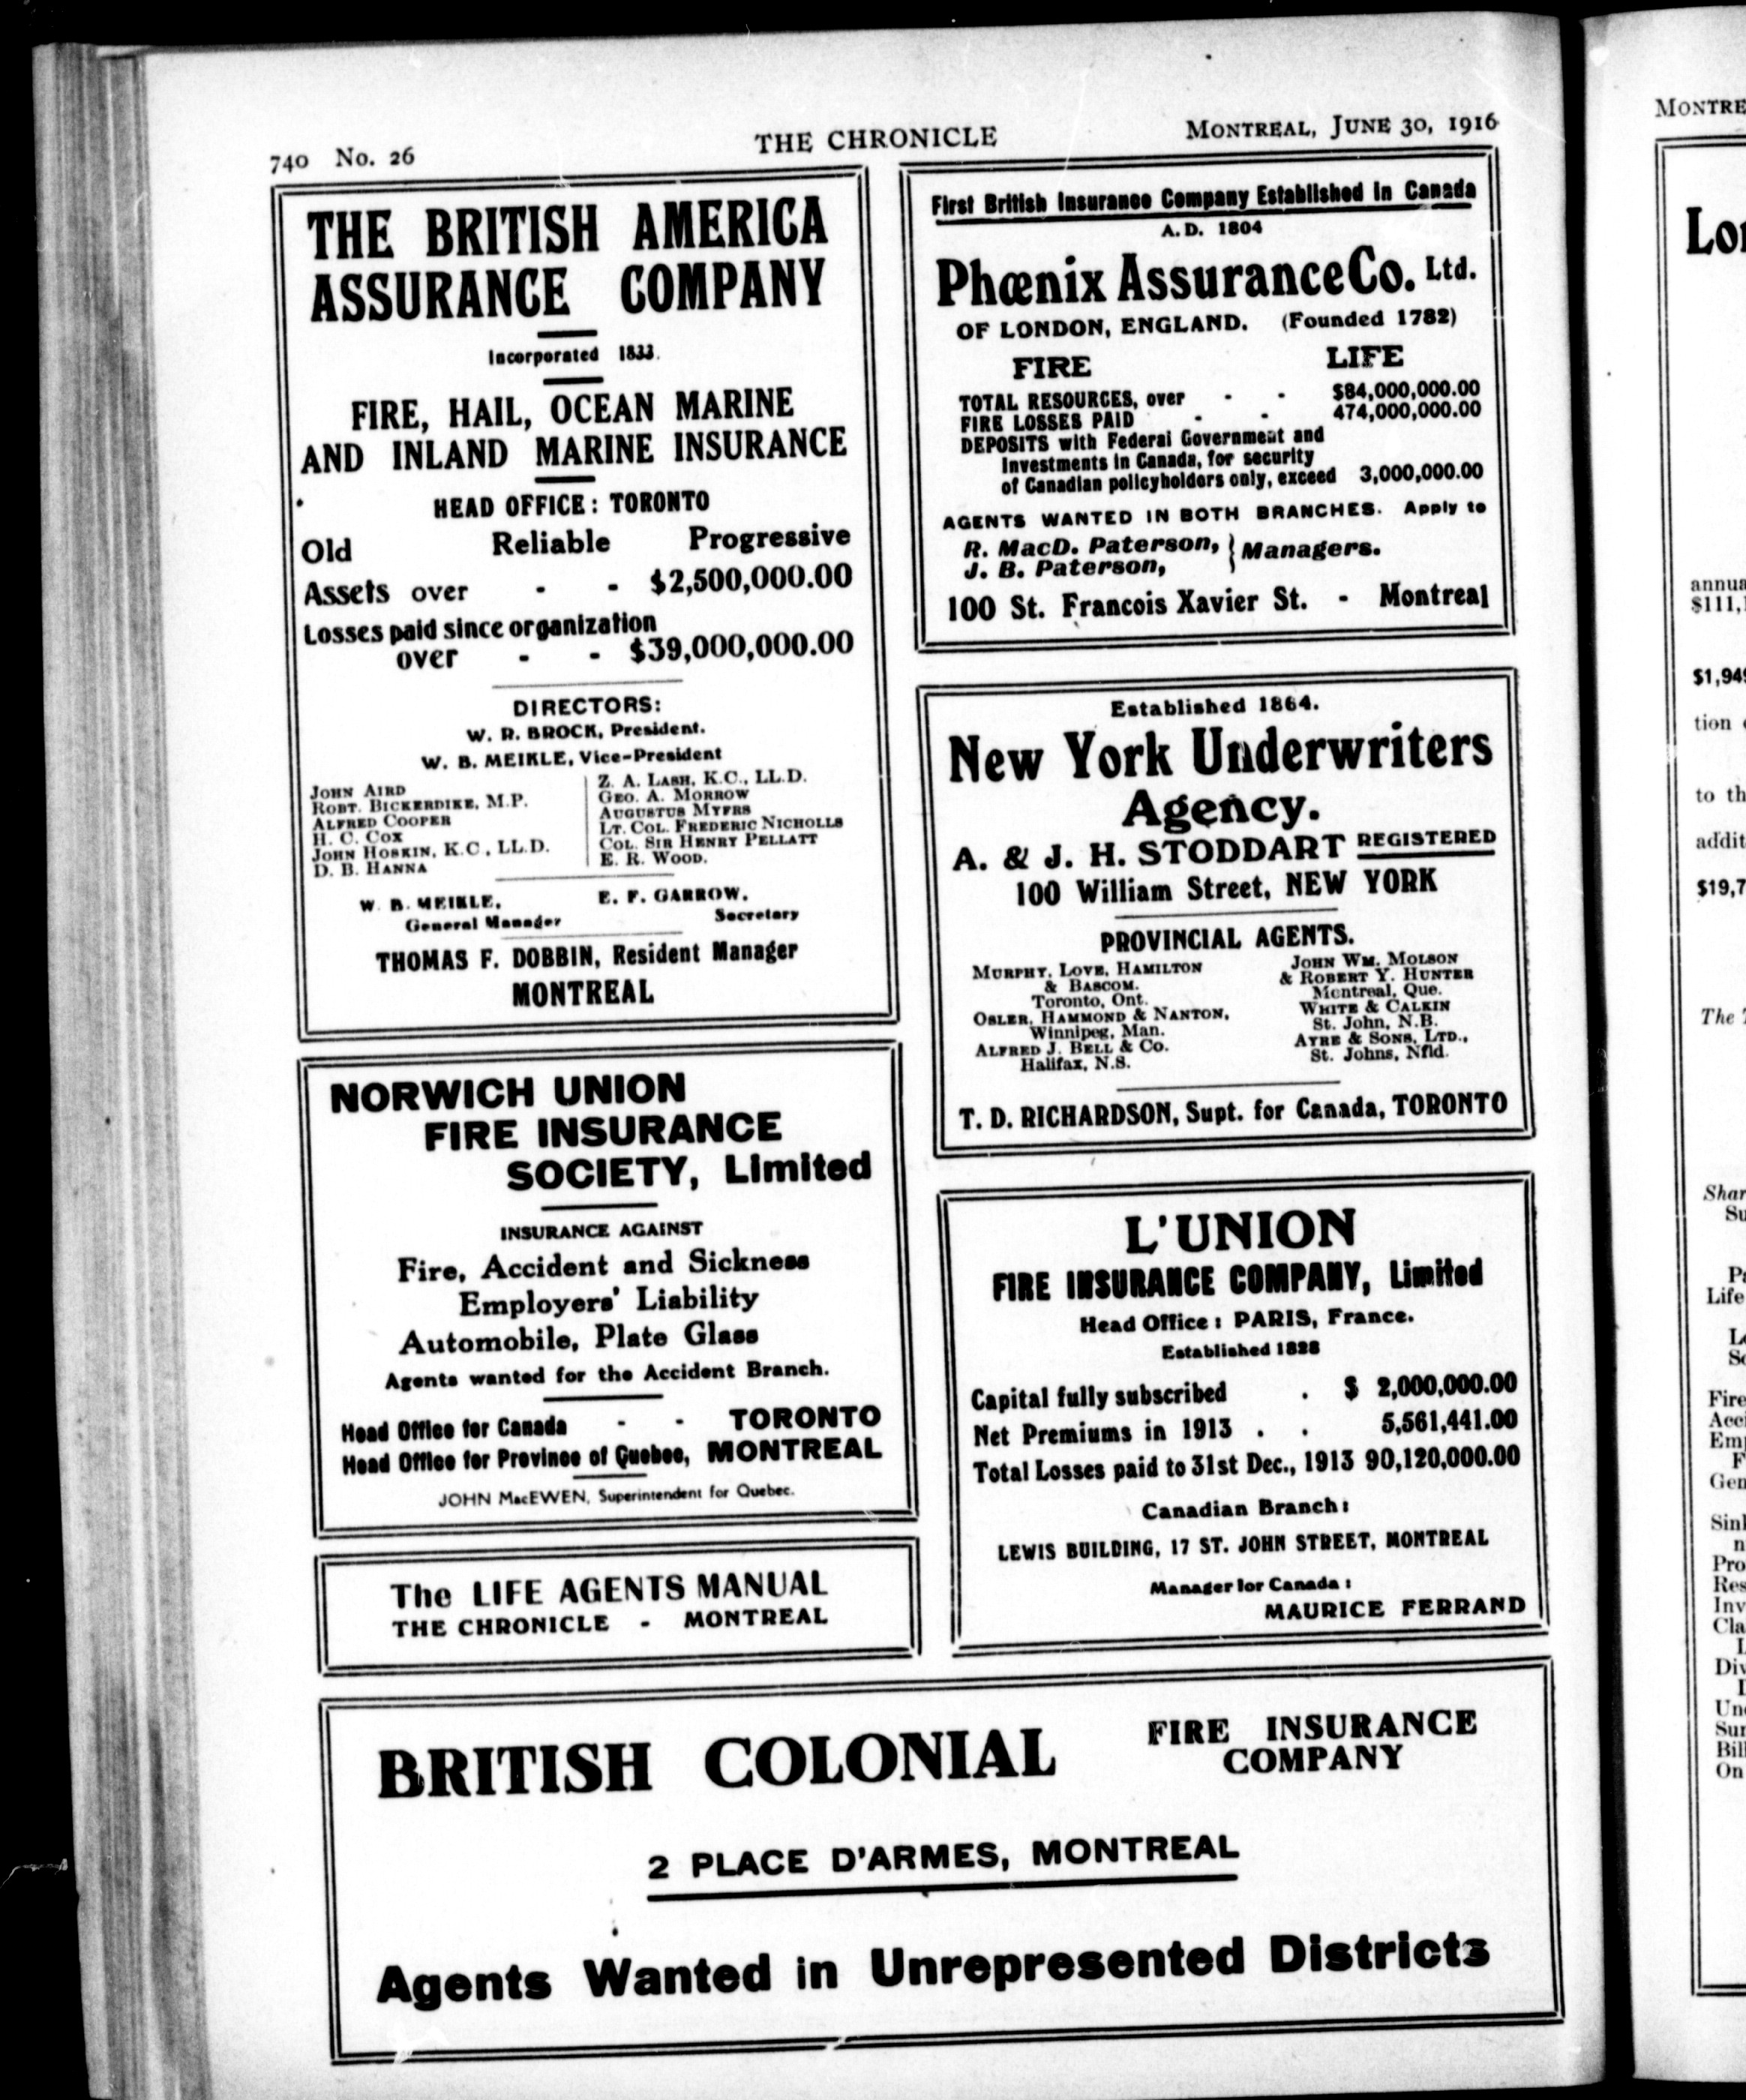 740 No. 26
THE CHRONICLE
MONTREAL, JUNE 30, 1916
THE BRITISH AMERICA
ASSURANCE COMPANY
Incorporated 1833.
FIRE, HAIL, OCEAN MARINE
AND INLAND MARINE INSURANCE
HEAD OFFICE: TORONTO
Old Reliable Progressive
Assets over - - $2,500,000.00
Losses paid since organization
over - - $39,000,000.00
DIRECTORS:
W. R. BROCK, President.
W. B. MEIKLE, Vice-President
JOHN AIRD
ROBT. BICKERDIKE, M.P.
ALFRED COOPER
H. C. COX
JOHN HOSKIN, K.C., LL.D.
D. B. HANNA
Z. A. LASH, K.C., LL.D.
GEO. A. MORROW
AUGUSTUS MYERS
LT. COL. FREDERIC NICHOLLS
COL. SIR HENRY PELLATT
E. R. WOOD.
W. B. MEIKLE,
General Manager
E. F. GARROW.
Secretary
THOMAS F. DOBBIN, Resident Manager
MONTREAL
NORWICH UNION
FIRE INSURANCE
SOCIETY, Limited
INSURANCE AGAINST
Fire, Accident and Sickness
Employers' Liability
Automobile, Plate Glass
Agents wanted for the Accident Branch.
Head Office for Canada - - TORONTO
Head Office for Province of Quebec, MONTREAL
JOHN MacEWEN, Superintendent for Quebec.
The LIFE AGENTS MANUAL
THE CHRONICLE - MONTREAL
First British Insurance Company Established in Canada
A.D. 1804
Phœnix Assurance Co. Ltd.
OF LONDON, ENGLAND. (Founded 1782)
FIRE LIFE
TOTAL RESOURCES, over - - $84,000,000.00
FIRE LOSSES PAID - - 474,000,000.00
DEPOSITS with Federal Government and
Investments in Canada, for security
of Canadian policyholders only, exceed 3,000,000.00
AGENTS WANTED IN BOTH BRANCHES. Apply to
R. MacD. Paterson, } Managers.
J. B. Paterson,
100 St. Francois Xavier St. - Montreal
Established 1864.
New York Underwriters
Agency.
A. & J. H. STODDART REGISTERED
100 William Street, NEW YORK
PROVINCIAL AGENTS.
MURPHY, LOVE, HAMILTON
& BASCOM.
Toronto, Ont.
OSLER, HAMMOND & NANTON,
Winnipeg, Man.
ALFRED J. BELL & CO.
Halifax, N.S.
JOHN WM. MOLSON
& ROBERT Y. HUNTER
Montreal, Que.
WHITE & CALKIN
St. John, N.B.
AYRE & SONS, LTD.,
St. Johns, Nfld.
T. D. RICHARDSON, Supt. for Canada, TORONTO
L'UNION
FIRE INSURANCE COMPANY, Limited
Head Office: PARIS, France.
Established 1828
Capital fully subscribed . $ 2,000,000.00
Net Premiums in 1913 . . 5,561,441.00
Total Losses paid to 31st Dec., 1913 90,120,000.00
Canadian Branch:
LEWIS BUILDING, 17 ST. JOHN STREET, MONTREAL
Manager for Canada:
MAURICE FERRAND
BRITISH COLONIAL FIRE INSURANCE
COMPANY
2 PLACE D'ARMES, MONTREAL
Agents Wanted in Unrepresented Districts